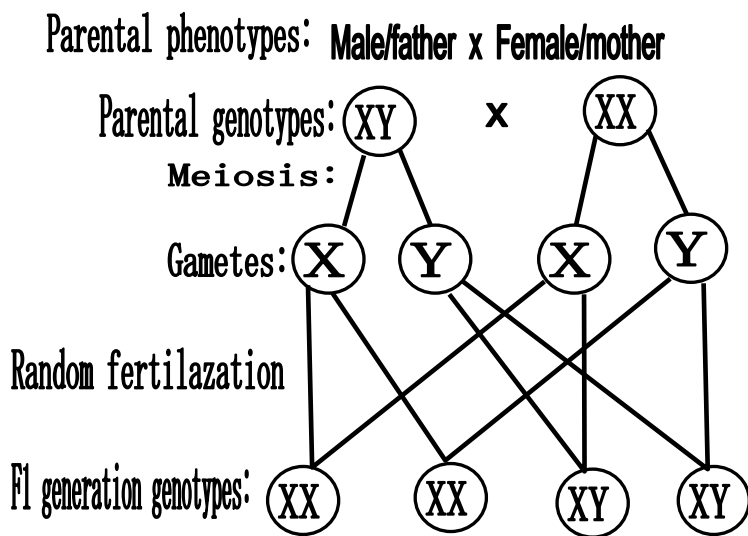 Parental phenotypes: Male/father x Female/mother
Parental genotypes: XY x XX
Meiosis:
Gametes: X Y X Y
Random fertilazation
F1 generation genotypes: XX XX XY XY